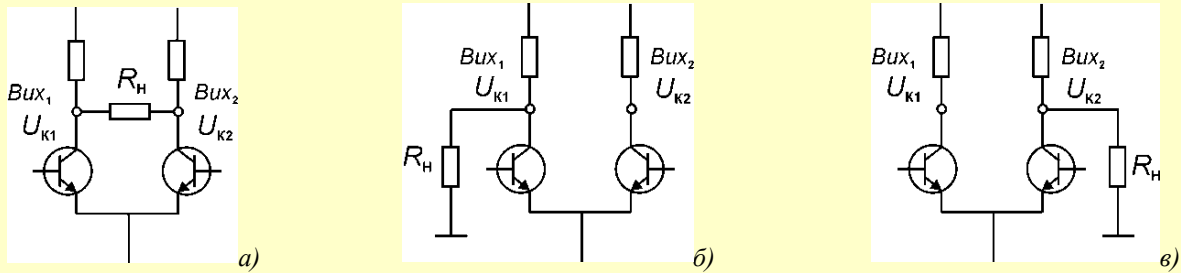 Вих₁ Rн Вих₂
Uк1 Uк2
а)
Вих₁ Вих₂
Uк1 Uк2
Rн
б)
Вих₁ Вих₂
Uк1 Uк2
Rн
в)